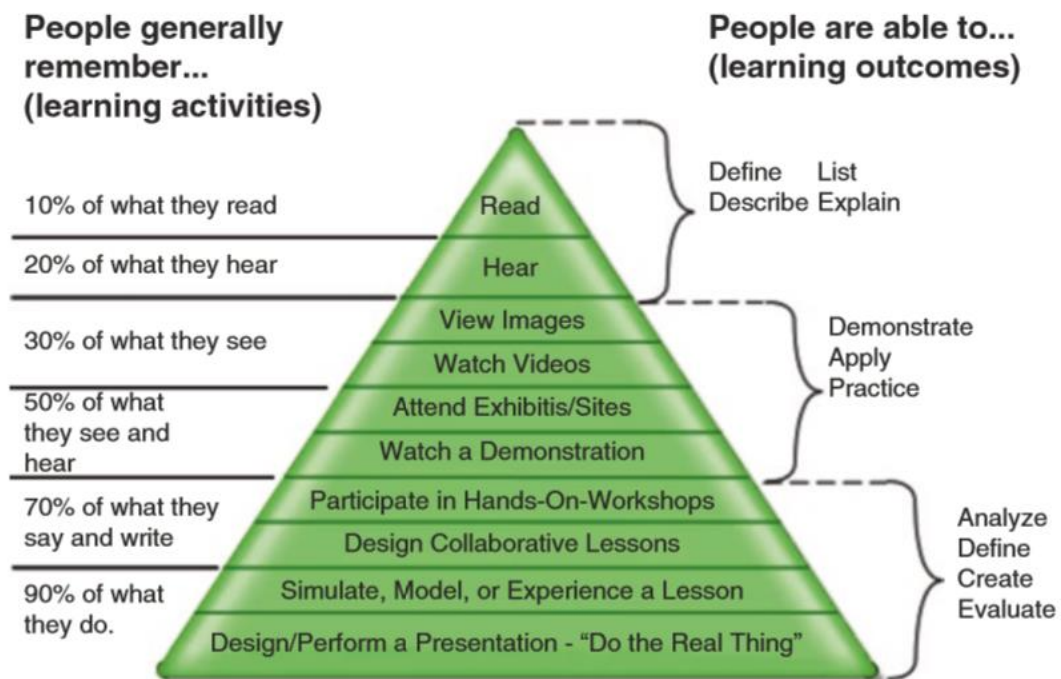 People generally
remember...
(learning activities)
People are able to...
(learning outcomes)
10% of what they read
20% of what they hear
30% of what they see
50% of what
they see and
hear
70% of what they
say and write
90% of what
they do.
Read
Hear
View Images
Watch Videos
Attend Exhibitis/Sites
Watch a Demonstration
Participate in Hands-On-Workshops
Design Collaborative Lessons
Simulate, Model, or Experience a Lesson
Design/Perform a Presentation - “Do the Real Thing”
Define List
Describe Explain
Demonstrate
Apply
Practice
Analyze
Define
Create
Evaluate